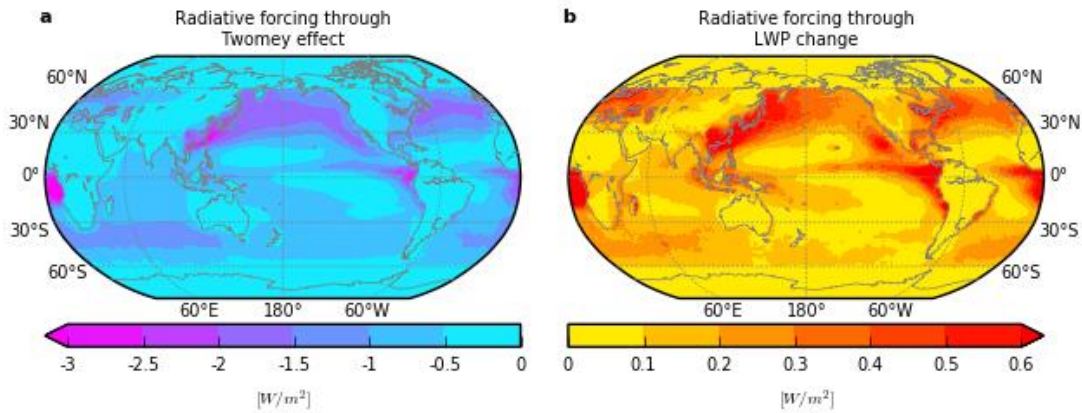 a
Radiative forcing through
Twomey effect
60°N
30°N
0°
30°S
60°S
60°E 180° 60°W
-3 -2.5 -2 -1.5 -1 -0.5 0
[W/m²]
b
Radiative forcing through
LWP change
60°N
30°N
0°
30°S
60°S
60°E 180° 60°W
0 0.1 0.2 0.3 0.4 0.5 0.6
[W/m²]